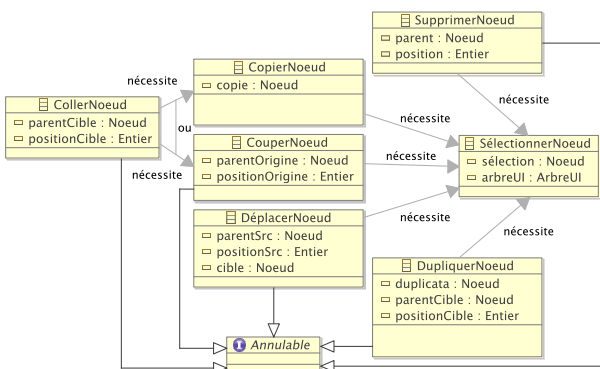 SupprimerNoeud
parent : Noeud
position : Entier
nécessite
CopierNoeud
copie : Noeud
nécessite
CollerNoeud
parentCible : Noeud
positionCible : Entier
ou
nécessite
nécessite
CouperNoeud
parentOrigine : Noeud
positionOrigine : Entier
nécessite
nécessite
SélectionnerNoeud
sélection : Noeud
arbreUI : ArbreUI
DéplacerNoeud
parentSrc : Noeud
positionSrc : Entier
cible : Noeud
nécessite
nécessite
DupliquerNoeud
duplicata : Noeud
parentCible : Noeud
positionCible : Entier
I Annulable